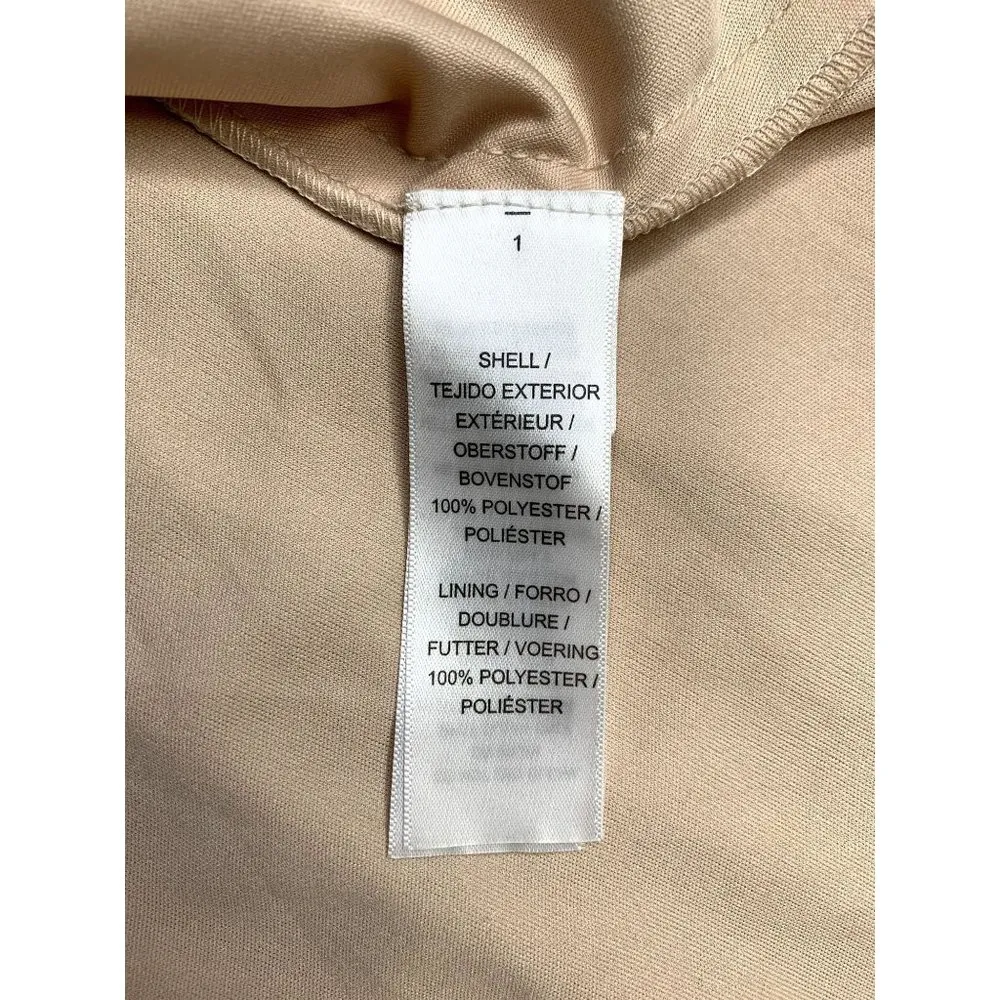 1
SHELL /
TEJIDO EXTERIOR
EXTÉRIEUR /
OBERSTOFF /
BOVENSTOF
100% POLYESTER /
POLIÉSTER
LINING / FORRO /
DOUBLURE /
FUTTER / VOERING
100% POLYESTER /
POLIÉSTER